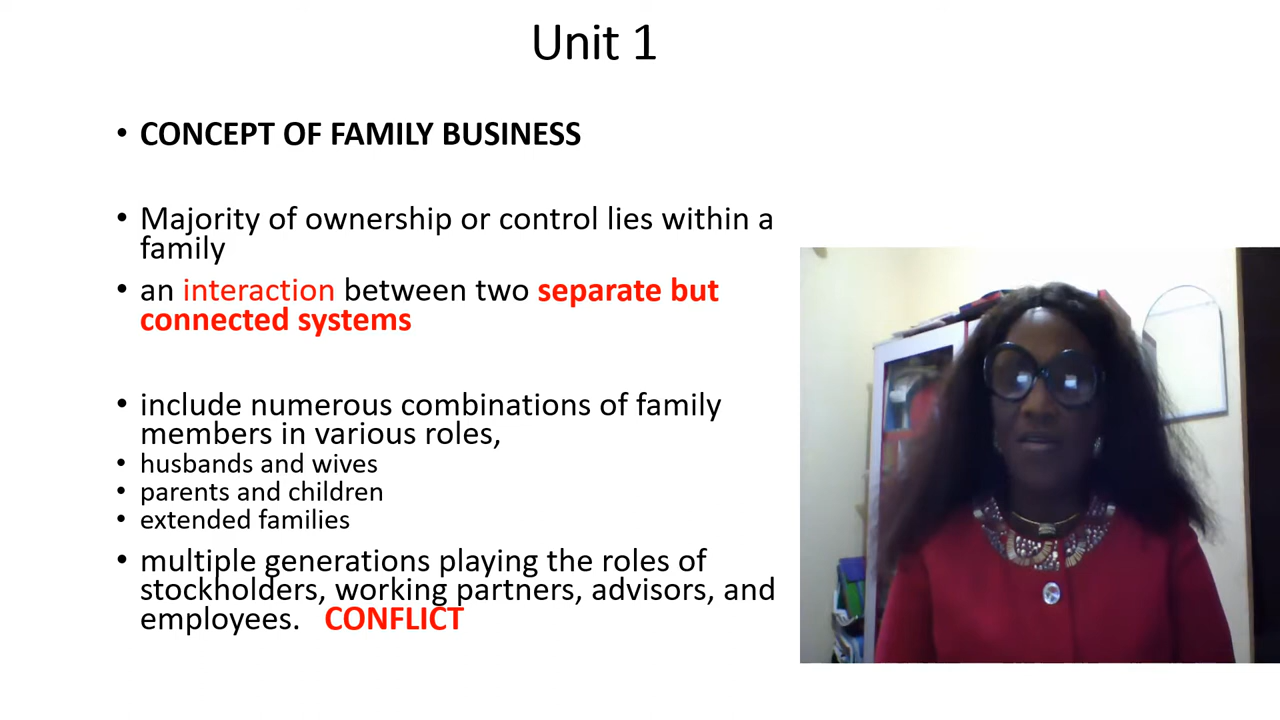 Unit 1
• CONCEPT OF FAMILY BUSINESS
• Majority of ownership or control lies within a
family
• an interaction between two separate but
connected systems
• include numerous combinations of family
members in various roles,
• husbands and wives
• parents and children
• extended families
• multiple generations playing the roles of
stockholders, working partners, advisors, and
employees. CONFLICT